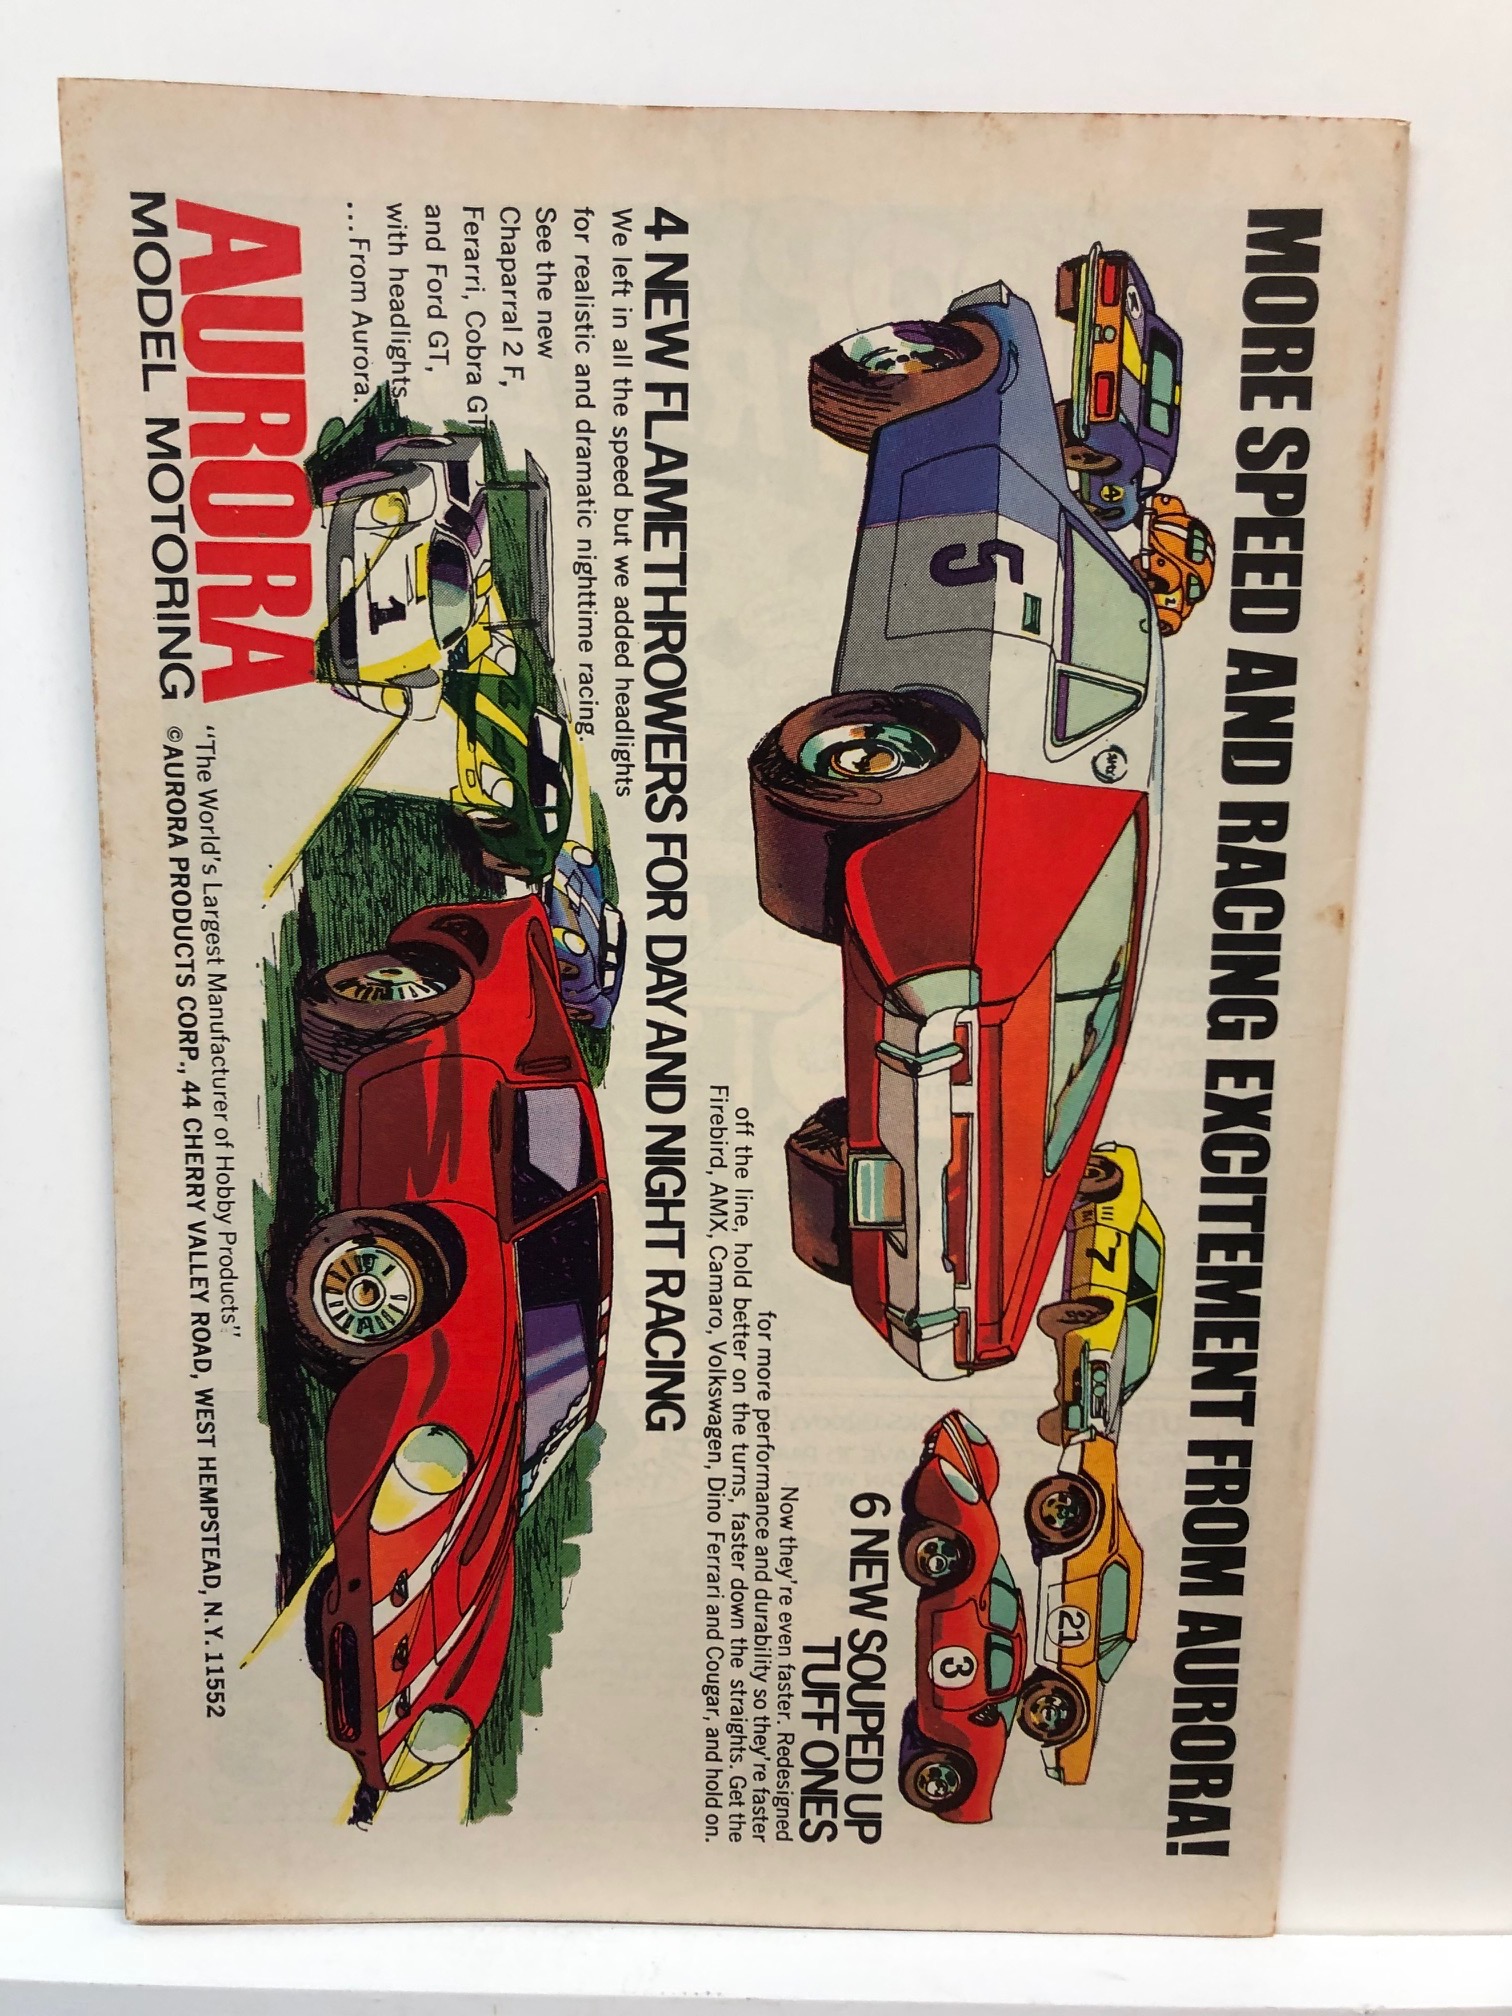 MORE SPEED AND RACING EXCITEMENT FROM AURORA!
5
7
21
3
6 NEW SOUPED UP
TUFF ONES
Now they're even faster. Redesigned
for more performance and durability so they're faster
off the line, hold better on the turns, faster down the straights. Get the
Firebird, AMX, Camaro, Volkswagen, Dino Ferrari and Cougar, and hold on.
4 NEW FLAMETHROWERS FOR DAY AND NIGHT RACING
We left in all the speed but we added headlights
for realistic and dramatic nighttime racing.
See the new
Chaparral 2 F,
Ferarri, Cobra GT
and Ford GT,
with headlights
...From Aurora.
1
AURORA
MODEL MOTORING
"The World's Largest Manufacturer of Hobby Products"
©AURORA PRODUCTS CORP., 44 CHERRY VALLEY ROAD, WEST HEMPSTEAD, N.Y. 11552